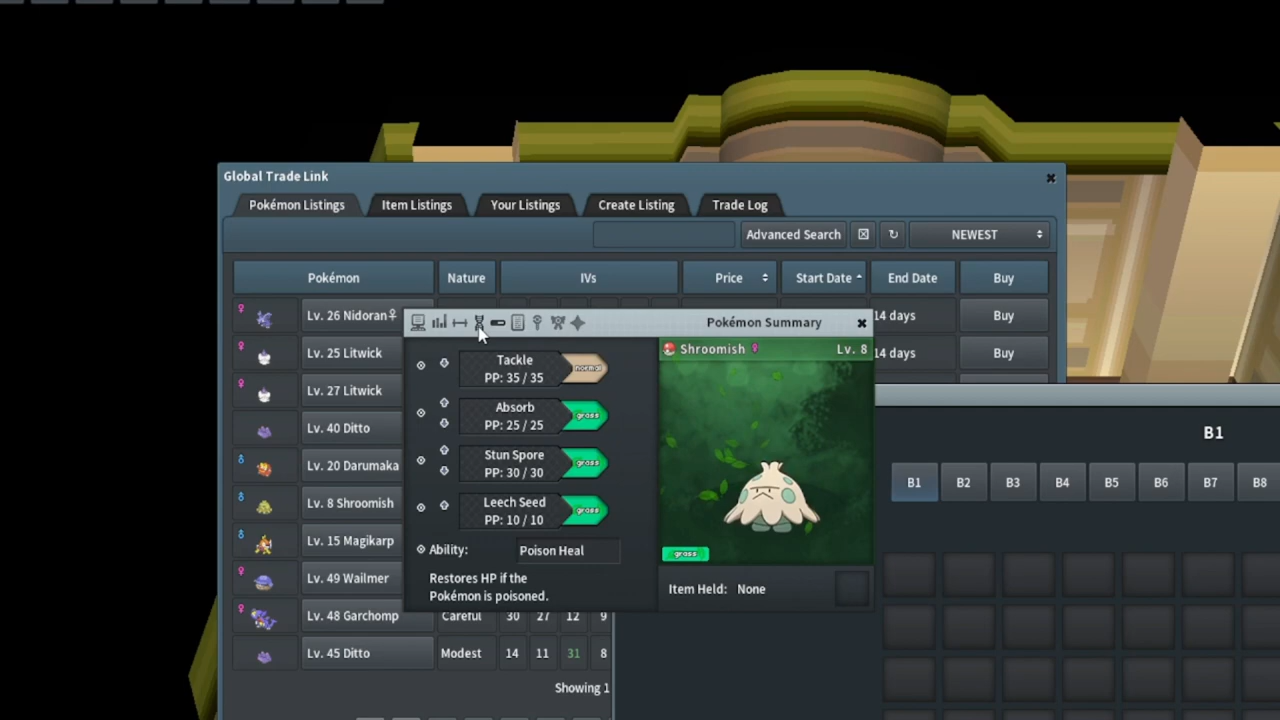 Global Trade Link
Pokémon Listings Item Listings Your Listings Create Listing Trade Log
Advanced Search NEWEST
Pokémon Nature IVs Price Start Date End Date Buy
Lv. 26 Nidoran♀ 14 days Buy
Pokémon Summary
Shroomish ♀ Lv. 8
Lv. 25 Litwick 14 days Buy
Tackle
PP: 35 / 35
normal
Lv. 27 Litwick
Absorb
PP: 25 / 25
grass
Lv. 40 Ditto
Stun Spore
PP: 30 / 30
grass
Lv. 20 Darumaka
Leech Seed
PP: 10 / 10
grass
Lv. 8 Shroomish
Lv. 15 Magikarp
Ability: Poison Heal
grass
Lv. 49 Wailmer
Restores HP if the
Pokémon is poisoned.
Item Held: None
Lv. 48 Garchomp Careful 30 27 12 9
Lv. 45 Ditto Modest 14 11 31 8
Showing 1
B1
B1 B2 B3 B4 B5 B6 B7 B8